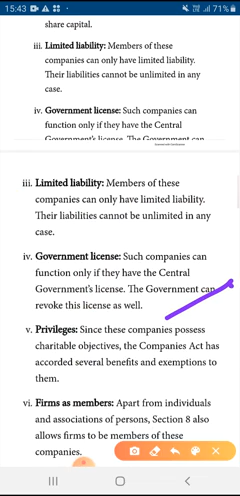 15:43
71%
share capital.
iii. Limited liability: Members of these
companies can only have limited liability.
Their liabilities cannot be unlimited in any
case.
iv. Government license: Such companies can
function only if they have the Central
Government's license. The Government can
iii. Limited liability: Members of these
companies can only have limited liability.
Their liabilities cannot be unlimited in any
case.
iv. Government license: Such companies can
function only if they have the Central
Government's license. The Government can
revoke this license as well.
v. Privileges: Since these companies possess
charitable objectives, the Companies Act has
accorded several benefits and exemptions to
them.
vi. Firms as members: Apart from individuals
and associations of persons, Section 8 also
allows firms to be members of these
companies.